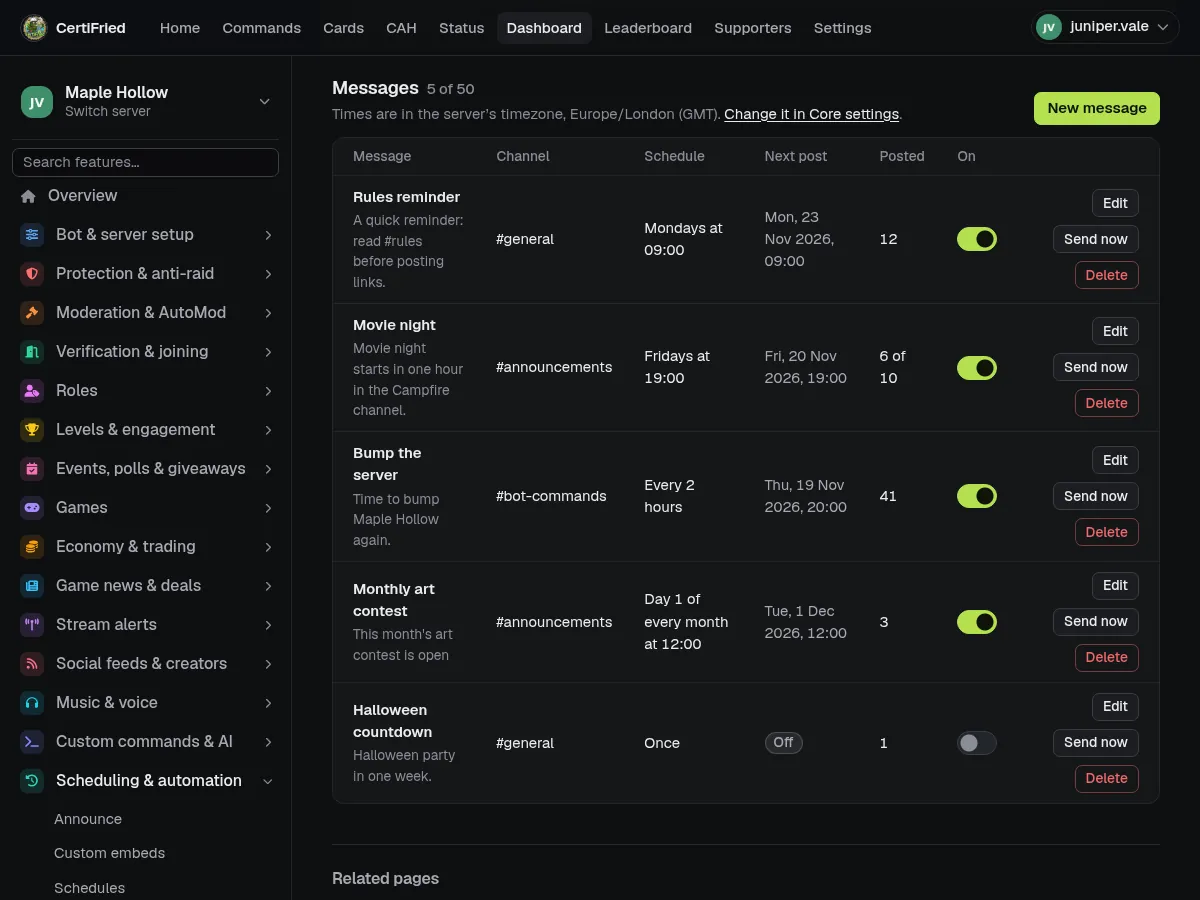 CertiFried
Home
Commands
Cards
CAH
Status
Dashboard
Leaderboard
Supporters
Settings
JV
juniper.vale
JV
Maple Hollow
Switch server
Search features…
Overview
Bot & server setup
Protection & anti-raid
Moderation & AutoMod
Verification & joining
Roles
Levels & engagement
Events, polls & giveaways
Games
Economy & trading
Game news & deals
Stream alerts
Social feeds & creators
Music & voice
Custom commands & AI
Scheduling & automation
Announce
Custom embeds
Schedules
Messages 5 of 50
Times are in the server's timezone, Europe/London (GMT). Change it in Core settings.
New message
Message
Channel
Schedule
Next post
Posted
On
Rules reminder
A quick reminder:
read #rules
before posting
links.
#general
Mondays at
09:00
Mon, 23
Nov 2026,
09:00
12
Edit
Send now
Delete
Movie night
Movie night
starts in one hour
in the Campfire
channel.
#announcements
Fridays at
19:00
Fri, 20 Nov
2026, 19:00
6 of
10
Edit
Send now
Delete
Bump the
server
Time to bump
Maple Hollow
again.
#bot-commands
Every 2
hours
Thu, 19 Nov
2026, 20:00
41
Edit
Send now
Delete
Monthly art
contest
This month's art
contest is open
#announcements
Day 1 of
every month
at 12:00
Tue, 1 Dec
2026, 12:00
3
Edit
Send now
Delete
Halloween
countdown
Halloween party
in one week.
#general
Once
Off
1
Edit
Send now
Delete
Related pages